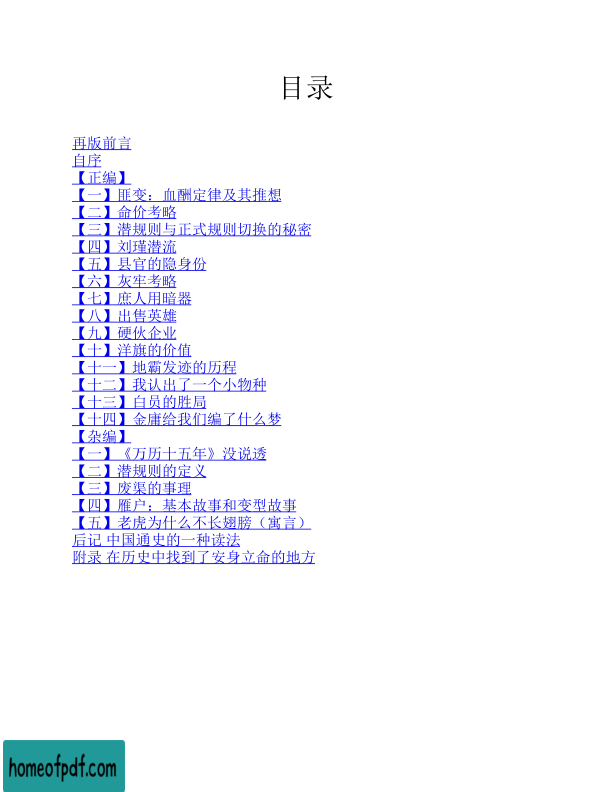 目录
再版前言
自序
【正编】
【一】匪变：血酬定律及其推想
【二】命价考略
【三】潜规则与正式规则切换的秘密
【四】刘瑾潜流
【五】县官的隐身份
【六】灰牢考略
【七】庶人用暗器
【八】出售英雄
【九】硬伙企业
【十】洋旗的价值
【十一】地霸发迹的历程
【十二】我认出了一个小物种
【十三】白员的胜局
【十四】金庸给我们编了什么梦
【杂编】
【一】《万历十五年》没说透
【二】潜规则的定义
【三】废渠的事理
【四】雁户：基本故事和变型故事
【五】老虎为什么不长翅膀（寓言）
后记 中国通史的一种读法
附录 在历史中找到了安身立命的地方
homeofpdf.com